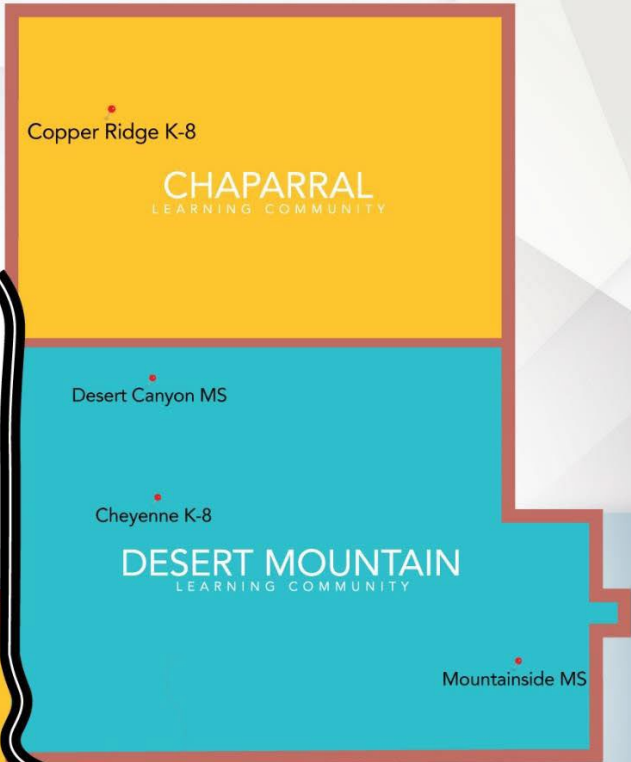 Copper Ridge K-8
CHAPARRAL
LEARNING COMMUNITY
Desert Canyon MS
Cheyenne K-8
DESERT MOUNTAIN
LEARNING COMMUNITY
Mountainside MS